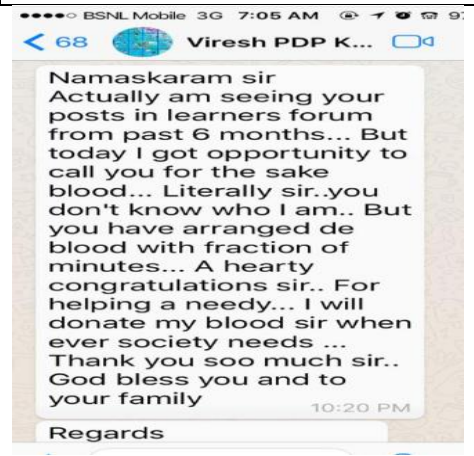 BSNL Mobile 3G 7:05 AM
68 Viresh PDP K...
Namaskaram sir
Actually am seeing your
posts in learners forum
from past 6 months... But
today I got opportunity to
call you for the sake
blood... Literally sir..you
don't know who I am.. But
you have arranged de
blood with fraction of
minutes... A hearty
congratulations sir.. For
helping a needy... I will
donate my blood sir when
ever society needs ...
Thank you soo much sir..
God bless you and to
your family
10:20 PM
Regards